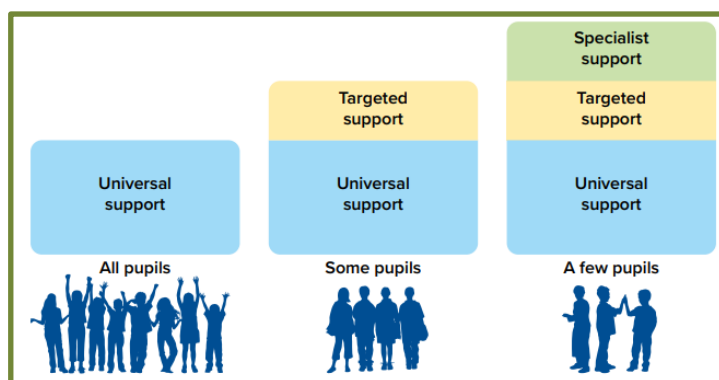 Universal
support
All pupils
Targeted
support
Universal
support
Some pupils
Specialist
support
Targeted
support
Universal
support
A few pupils